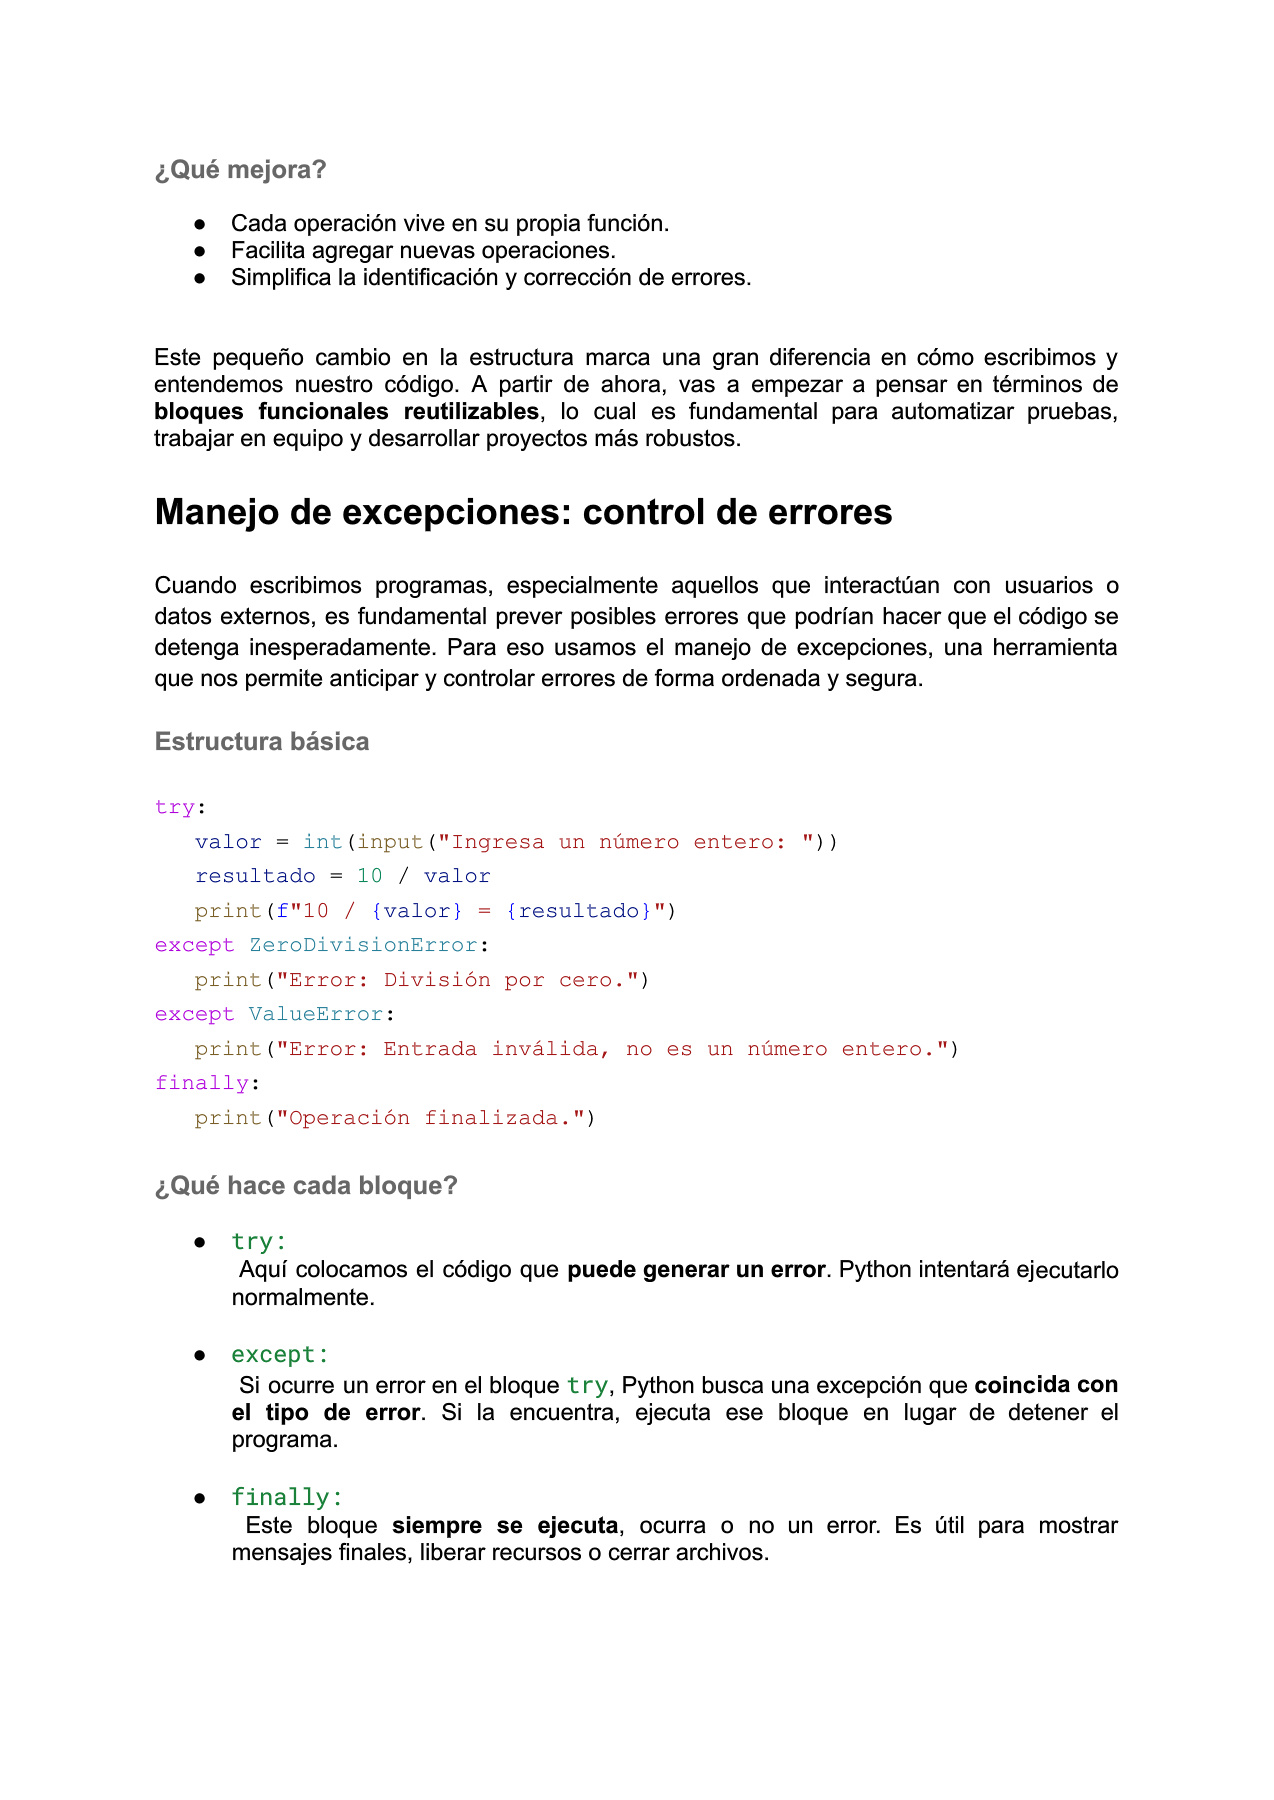 ¿Qué mejora?
● Cada operación vive en su propia función.
● Facilita agregar nuevas operaciones.
● Simplifica la identificación y corrección de errores.
Este pequeño cambio en la estructura marca una gran diferencia en cómo escribimos y
entendemos nuestro código. A partir de ahora, vas a empezar a pensar en términos de
bloques funcionales reutilizables, lo cual es fundamental para automatizar pruebas,
trabajar en equipo y desarrollar proyectos más robustos.
Manejo de excepciones: control de errores
Cuando escribimos programas, especialmente aquellos que interactúan con usuarios o
datos externos, es fundamental prever posibles errores que podrían hacer que el código se
detenga inesperadamente. Para eso usamos el manejo de excepciones, una herramienta
que nos permite anticipar y controlar errores de forma ordenada y segura.
Estructura básica
try:
   valor = int(input("Ingresa un número entero: "))
   resultado = 10 / valor
   print(f"10 / {valor} = {resultado}")
except ZeroDivisionError:
   print("Error: División por cero.")
except ValueError:
   print("Error: Entrada inválida, no es un número entero.")
finally:
   print("Operación finalizada.")
¿Qué hace cada bloque?
● try:
Aquí colocamos el código que puede generar un error. Python intentará ejecutarlo
normalmente.
● except:
Si ocurre un error en el bloque try, Python busca una excepción que coincida con
el tipo de error. Si la encuentra, ejecuta ese bloque en lugar de detener el
programa.
● finally:
Este bloque siempre se ejecuta, ocurra o no un error. Es útil para mostrar
mensajes finales, liberar recursos o cerrar archivos.